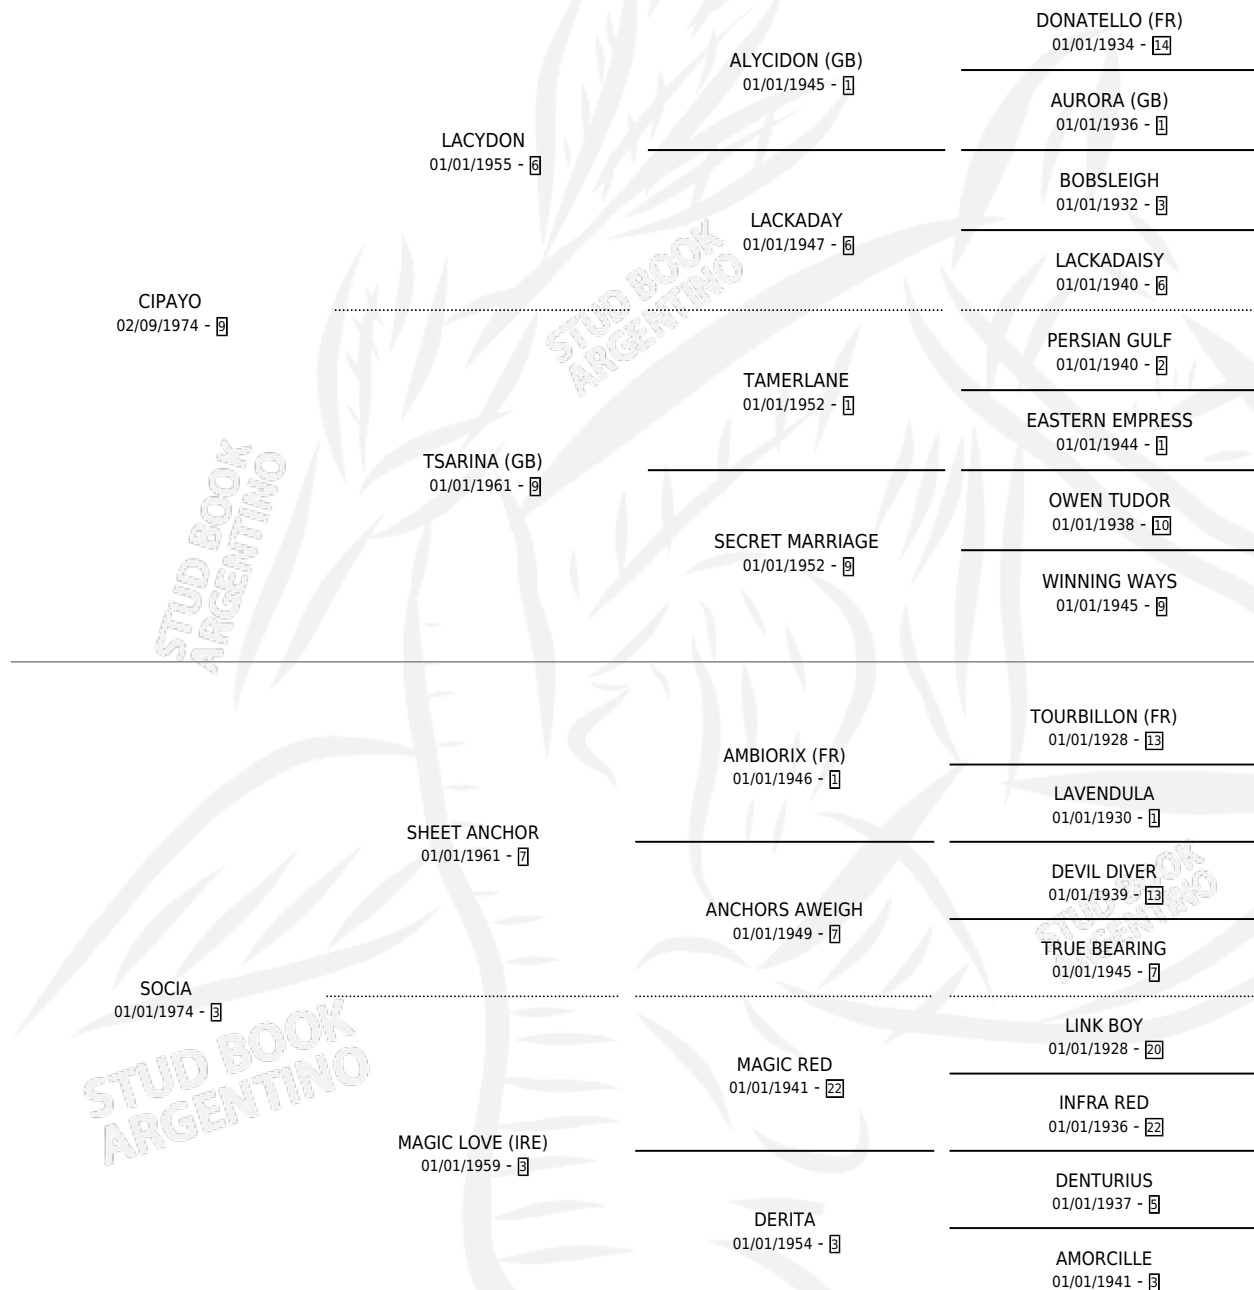 DONATELLO (FR)
01/01/1934 - 14
ALYCIDON (GB)
01/01/1945 - 1
AURORA (GB)
01/01/1936 - 1
LACYDON
01/01/1955 - 6
BOBSLEIGH
01/01/1932 - 3
LACKADAY
01/01/1947 - 6
LACKADAISY
01/01/1940 - 6
CIPAYO
02/09/1974 - 9
PERSIAN GULF
01/01/1940 - 2
TAMERLANE
01/01/1952 - 1
EASTERN EMPRESS
01/01/1944 - 1
TSARINA (GB)
01/01/1961 - 9
OWEN TUDOR
01/01/1938 - 10
SECRET MARRIAGE
01/01/1952 - 9
WINNING WAYS
01/01/1945 - 9
STUD BOOK
ARGENTINO
STUD BOOK
ARGENTINO
TOURBILLON (FR)
01/01/1928 - 13
AMBIORIX (FR)
01/01/1946 - 1
LAVENDULA
01/01/1930 - 1
SHEET ANCHOR
01/01/1961 - 7
DEVIL DIVER
01/01/1939 - 13
ANCHORS AWEIGH
01/01/1949 - 7
TRUE BEARING
01/01/1945 - 7
STUD BOOK
ARGENTINO
SOCIA
01/01/1974 - 3
LINK BOY
01/01/1928 - 20
MAGIC RED
01/01/1941 - 22
INFRA RED
01/01/1936 - 22
MAGIC LOVE (IRE)
01/01/1959 - 3
DENTURIUS
01/01/1937 - 5
DERITA
01/01/1954 - 3
AMORCILLE
01/01/1941 - 3
STUD BOOK
ARGENTINO